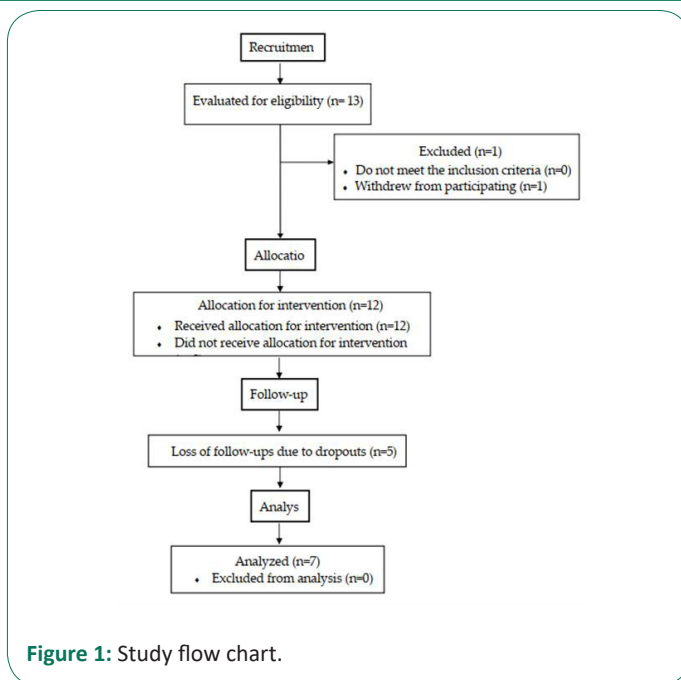 Recruitmen
Evaluated for eligibility (n=13)
Excluded (n=1)
♦ Do not meet the inclusion criteria (n=0)
♦ Withdrew from participating (n=1)
Allocatio
Allocation for intervention (n=12)
♦ Received allocation for intervention (n=12)
♦ Did not receive allocation for intervention
Follow-up
Loss of follow-ups due to dropouts (n=5)
Analys
Analyzed (n=7)
♦ Excluded from analysis (n=0)
Figure 1: Study flow chart.